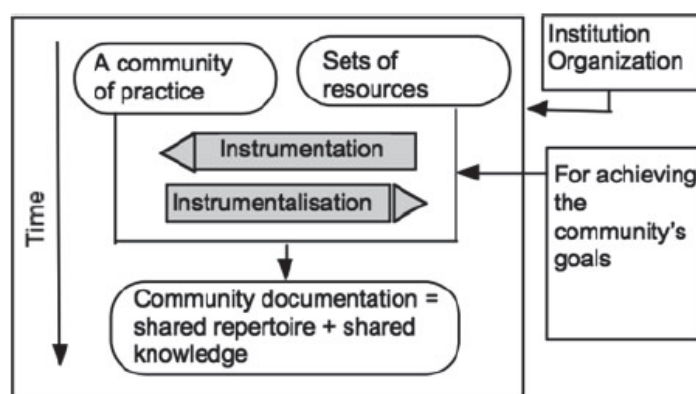 A community
of practice
Sets of
resources
Institution
Organization
Instrumentation
Instrumentalisation
For achieving
the
community's
goals
Time
Community documentation =
shared repertoire + shared
knowledge